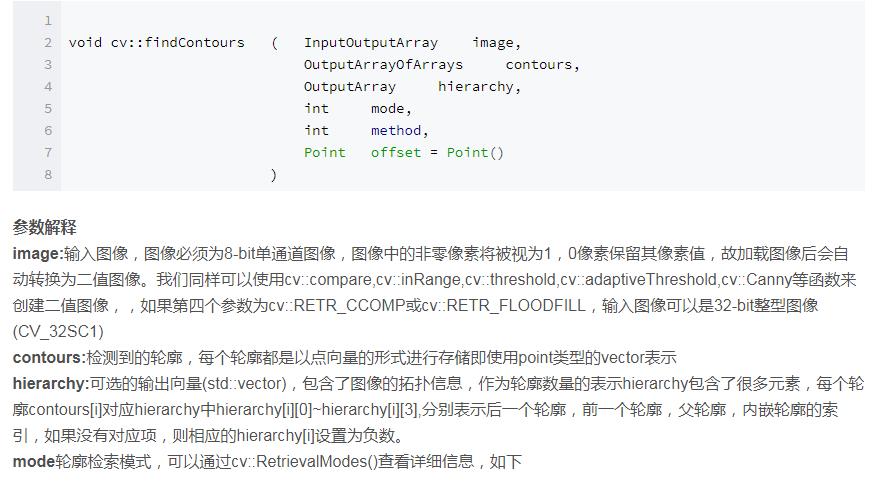 1
2 void cv::findContours ( InputOutputArray image,
3 OutputArrayOfArrays contours,
4 OutputArray hierarchy,
5 int mode,
6 int method,
7 Point offset = Point()
8 )
参数解释
image:输入图像，图像必须为8-bit单通道图像，图像中的非零像素将被视为1，0像素保留其像素值，故加载图像后会自
动转换为二值图像。我们同样可以使用cv::compare,cv::inRange,cv::threshold,cv::adaptiveThreshold,cv::Canny等函数来
创建二值图像，，如果第四个参数为cv::RETR_CCOMP或cv::RETR_FLOODFILL，输入图像可以是32-bit整型图像
(CV_32SC1)
contours:检测到的轮廓，每个轮廓都是以点向量的形式进行存储即使用point类型的vector表示
hierarchy:可选的输出向量(std::vector)，包含了图像的拓扑信息，作为轮廓数量的表示hierarchy包含了很多元素，每个轮
廓contours[i]对应hierarchy中hierarchy[i][0]~hierarchy[i][3],分别表示后一个轮廓，前一个轮廓，父轮廓，内嵌轮廓的索
引，如果没有对应项，则相应的hierarchy[i]设置为负数。
mode轮廓检索模式，可以通过cv::RetrievalModes()查看详细信息，如下